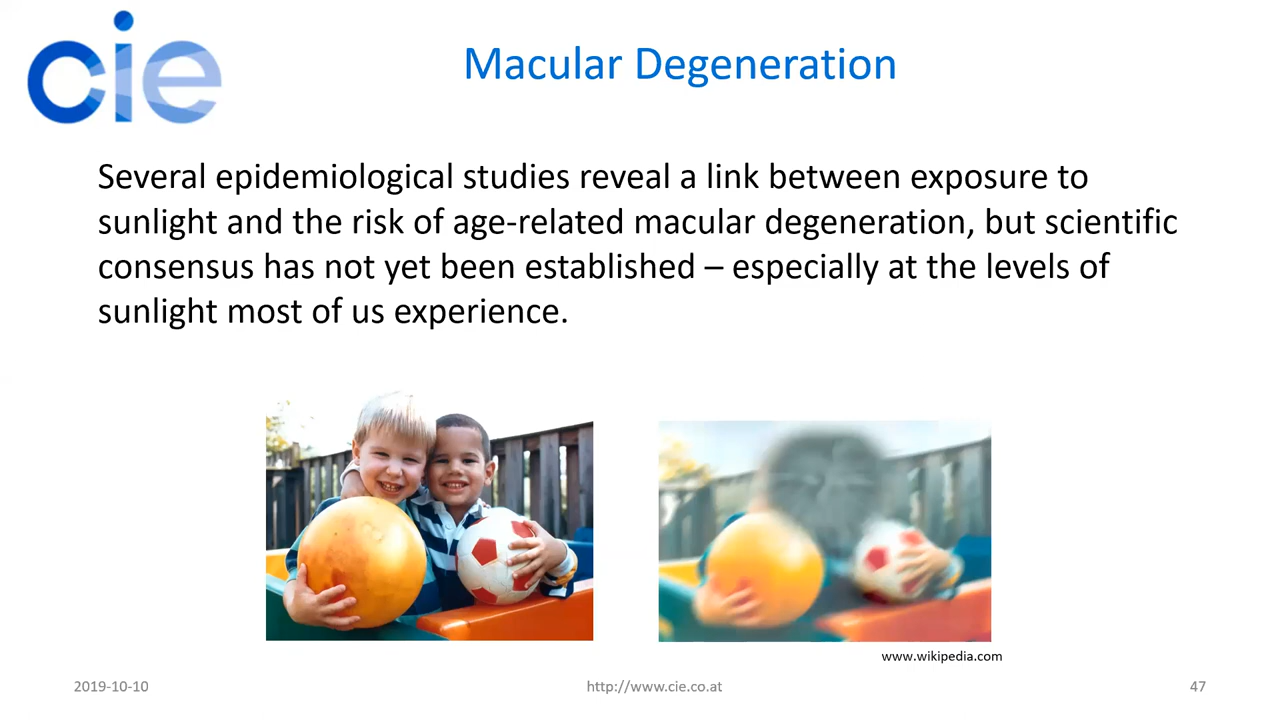 cie
Macular Degeneration
Several epidemiological studies reveal a link between exposure to
sunlight and the risk of age-related macular degeneration, but scientific
consensus has not yet been established – especially at the levels of
sunlight most of us experience.
www.wikipedia.com
2019-10-10
http://www.cie.co.at
47